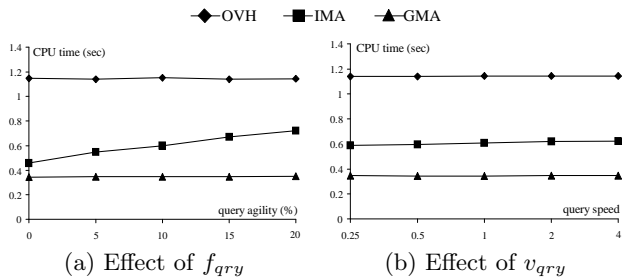 OVH IMA GMA
CPU time (sec)
1.4
1.2
1
0.8
0.6
0.4
0.2
0
0 5 10 15 20
query agility (%)
(a) Effect of f_qry
CPU time (sec)
1.4
1.2
1
0.8
0.6
0.4
0.2
0
0.25 0.5 1 2 4
query speed
(b) Effect of v_qry